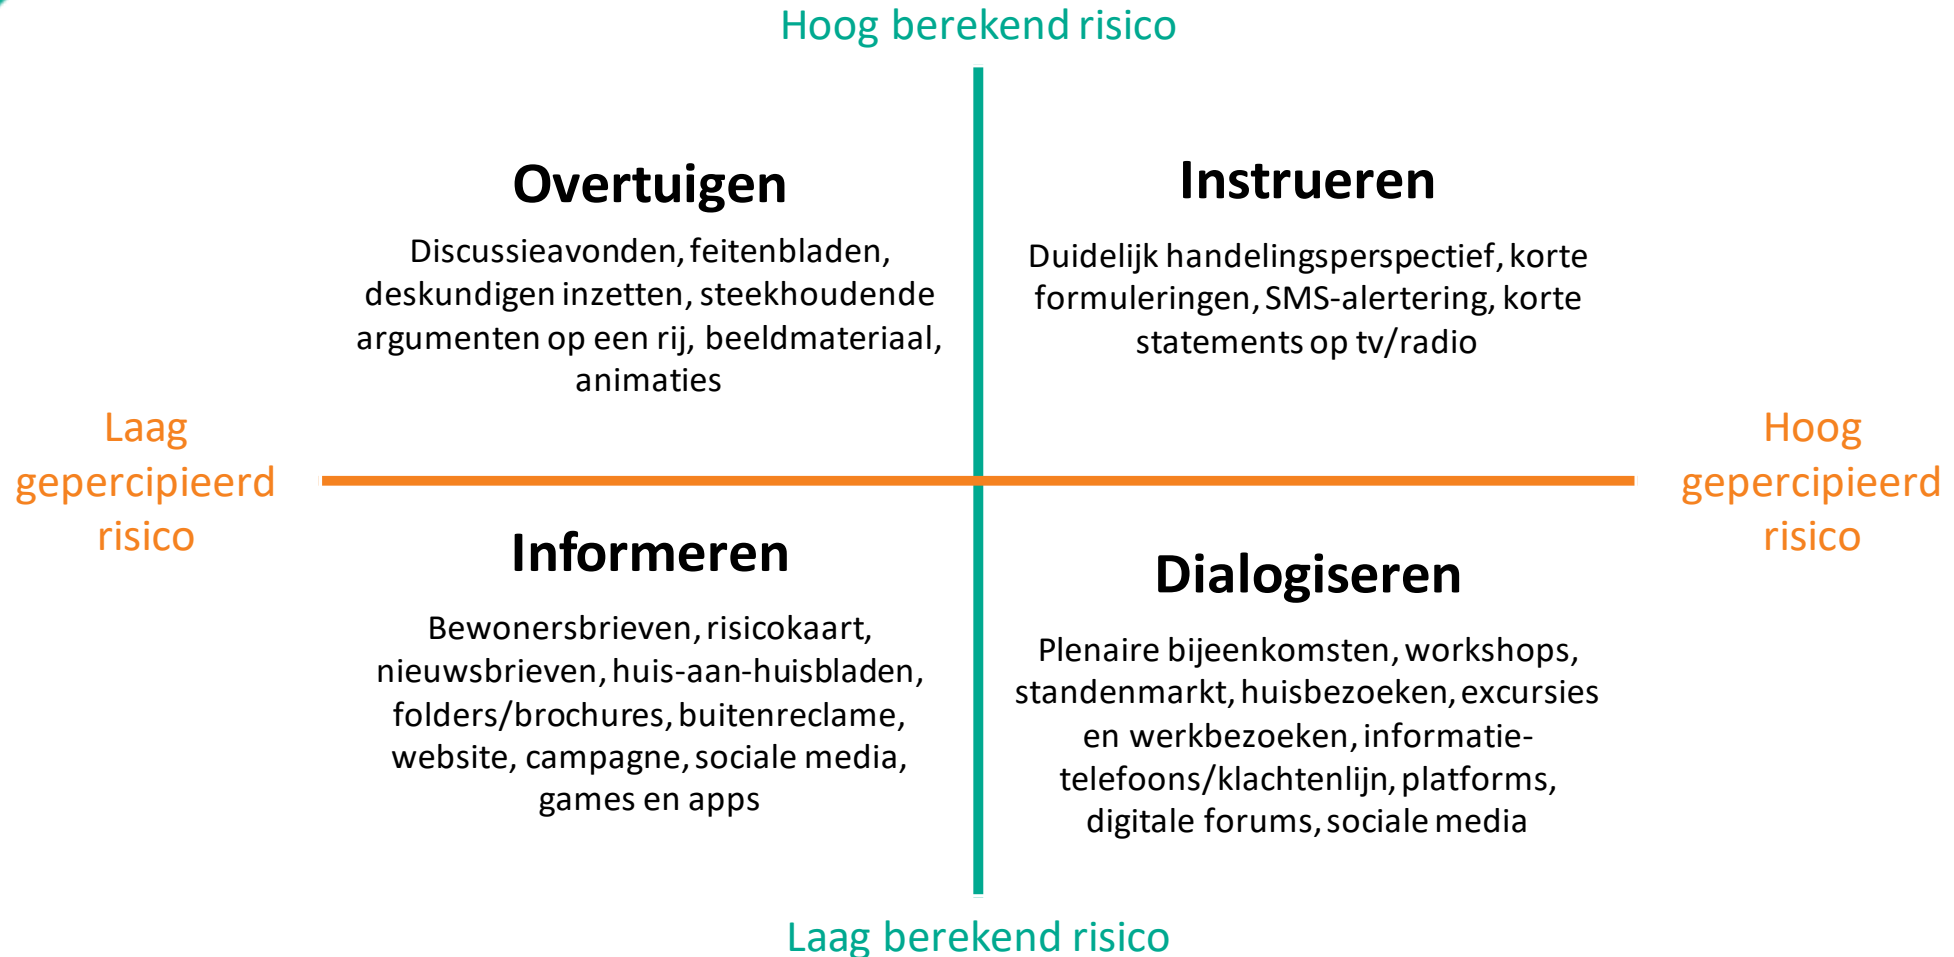 Hoog berekend risico
Overtuigen
Discussieavonden, feitenbladen,
deskundigen inzetten, steekhoudende
argumenten op een rij, beeldmateriaal,
animaties
Instrueren
Duidelijk handelingsperspectief, korte
formuleringen, SMS-alertering, korte
statements op tv/radio
Laag
gepercipieerd
risico
Hoog
gepercipieerd
risico
Informeren
Bewonersbrieven, risicokaart,
nieuwsbrieven, huis-aan-huisbladen,
folders/brochures, buitenreclame,
website, campagne, sociale media,
games en apps
Dialogiseren
Plenaire bijeenkomsten, workshops,
standenmarkt, huisbezoeken, excursies
en werkbezoeken, informatie-
telefoons/klachtenlijn, platforms,
digitale forums, sociale media
Laag berekend risico